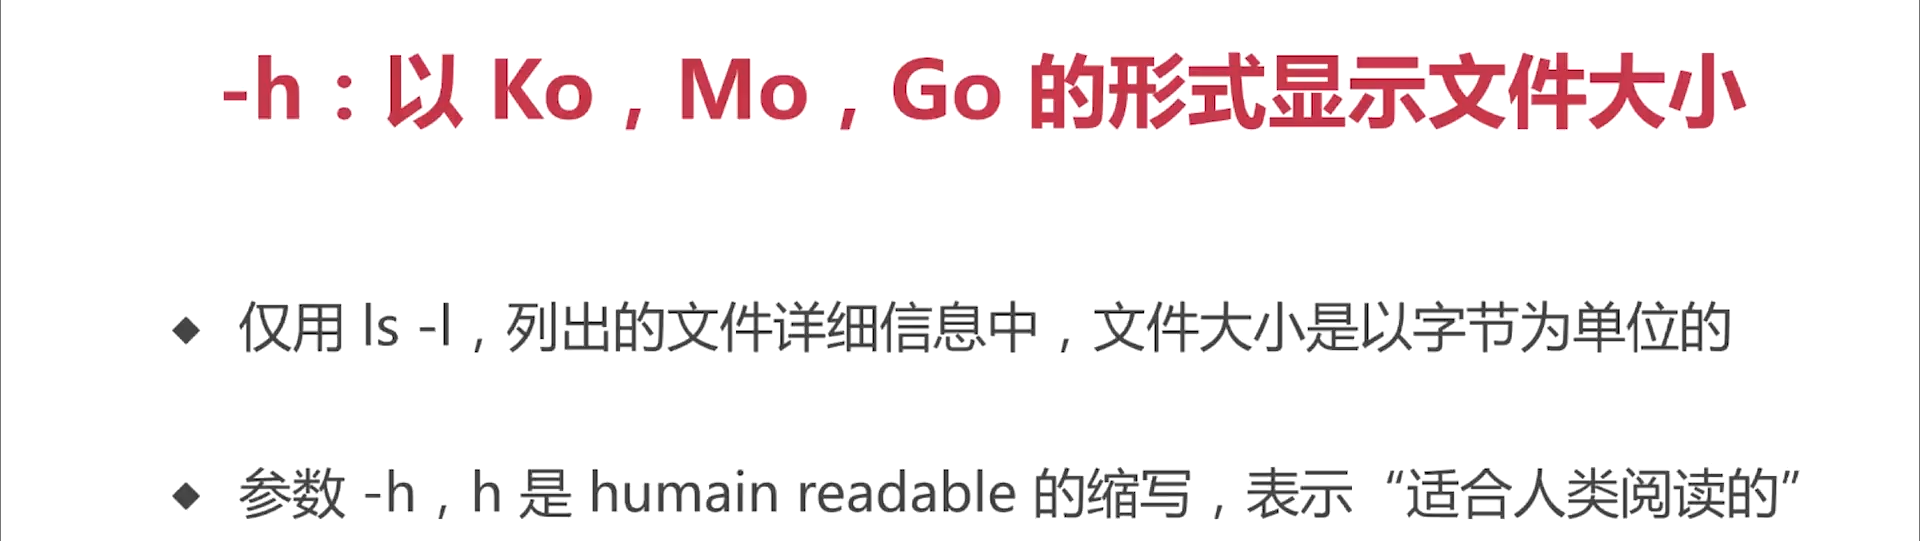 -h：以 Ko，Mo，Go 的形式显示文件大小
◆ 仅用 ls -l，列出的文件详细信息中，文件大小是以字节为单位的
◆ 参数 -h，h 是 humain readable 的缩写，表示“适合人类阅读的”